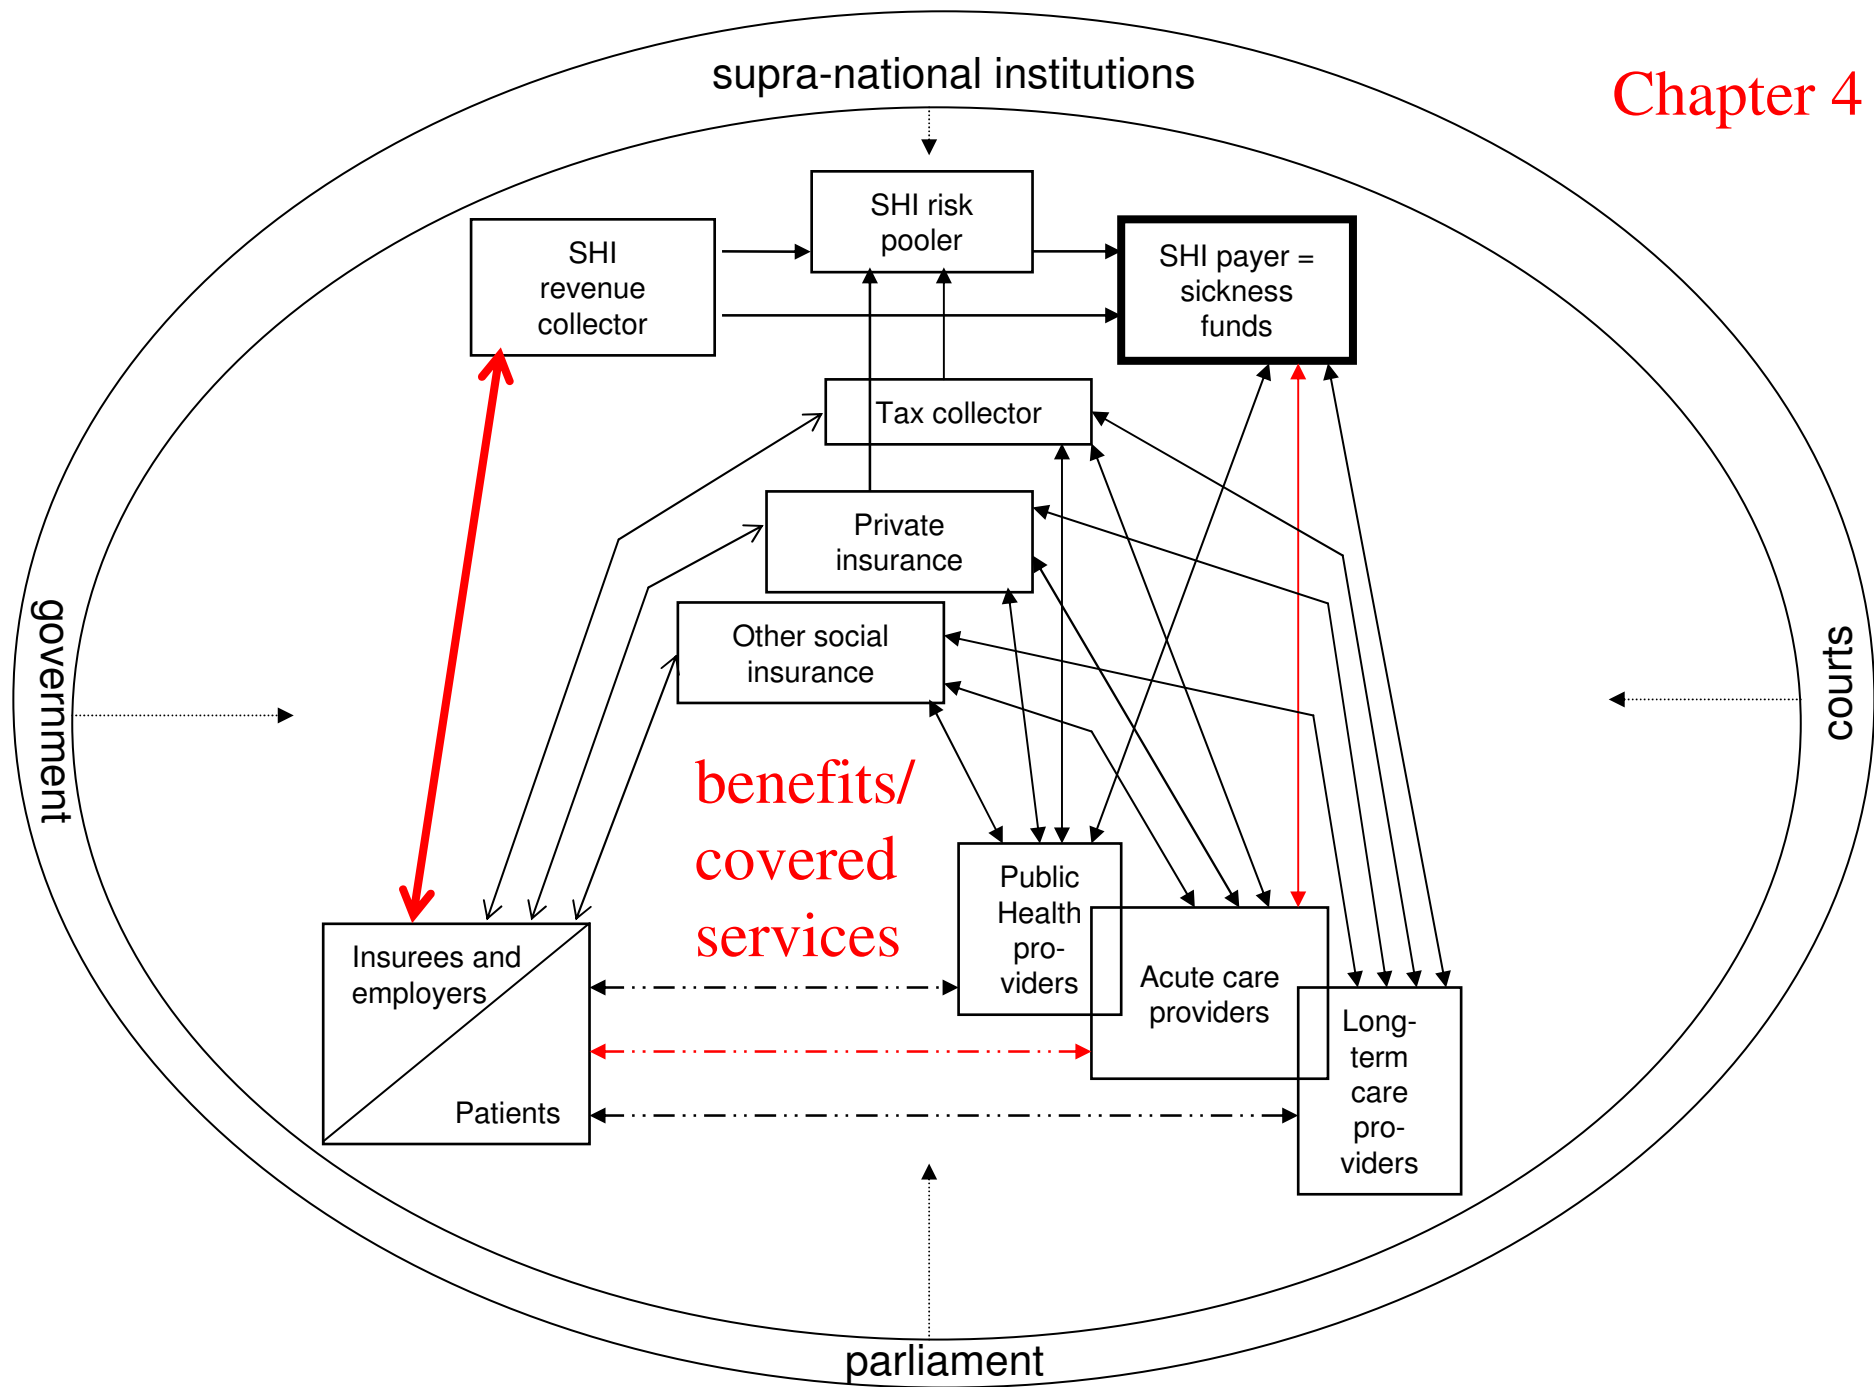 supra-national institutions
Chapter 4
SHI risk
pooler
SHI
revenue
collector
SHI payer =
sickness
funds
Tax collector
Private
insurance
Other social
insurance
government
courts
benefits/
covered
services
Public
Health
pro-
viders
Insurees and
employers
Patients
Acute care
providers
Long-
term
care
pro-
viders
parliament